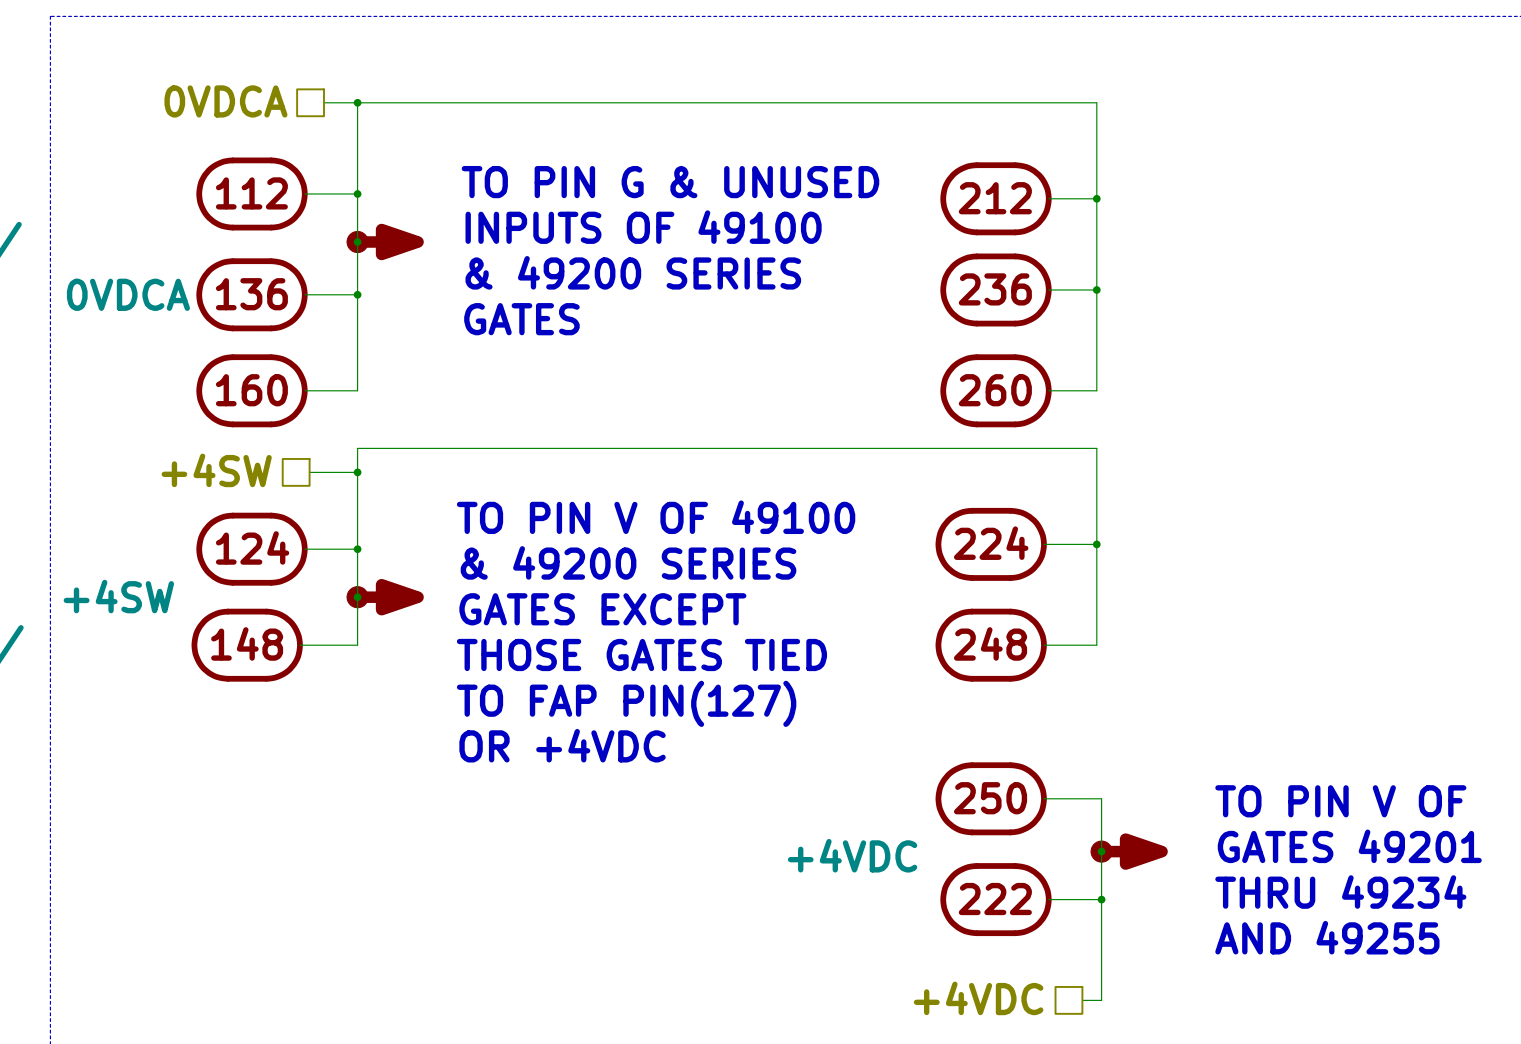 0VDCA
112
TO PIN G & UNUSED
INPUTS OF 49100
& 49200 SERIES
GATES
212
0VDCA
136
236
160
260
+4SW
124
TO PIN V OF 49100
& 49200 SERIES
GATES EXCEPT
THOSE GATES TIED
TO FAP PIN(127)
OR +4VDC
224
+4SW
148
248
250
TO PIN V OF
GATES 49201
THRU 49234
AND 49255
+4VDC
222
+4VDC